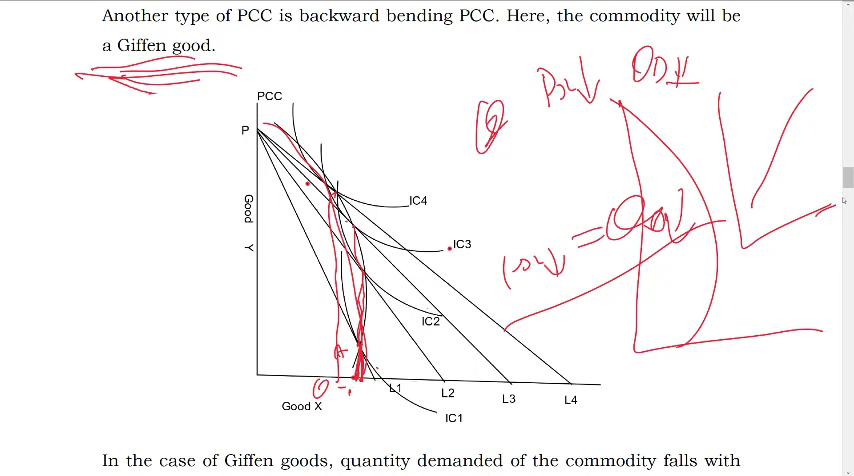 Another type of PCC is backward bending PCC. Here, the commodity will be
a Giffen good.
PCC
P
Good Y
IC4
IC3
IC2
A
L1
L2
L3
L4
Good X
IC1
In the case of Giffen goods, quantity demanded of the commodity falls with